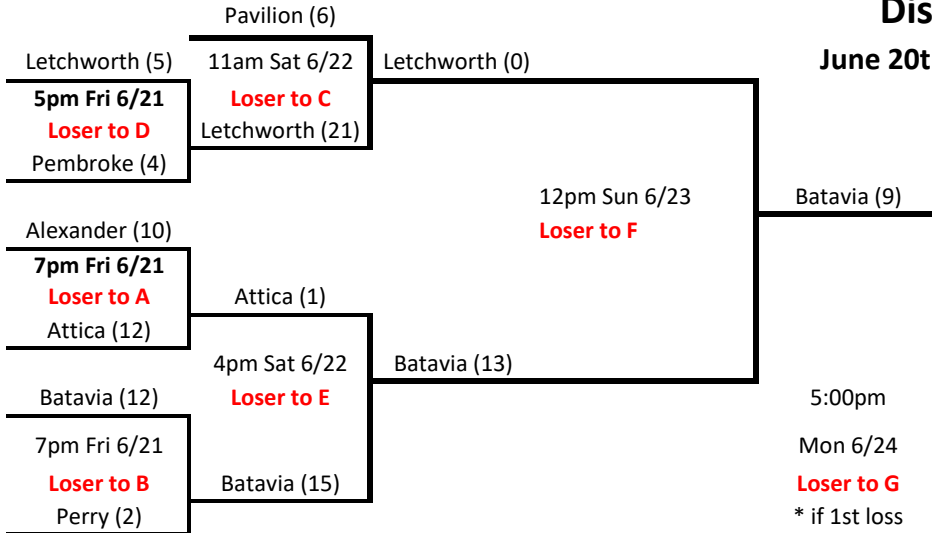 Dis
June 20t
Pavilion (6)
Letchworth (5)
11am Sat 6/22
Letchworth (0)
5pm Fri 6/21
Loser to C
Loser to D
Letchworth (21)
Pembroke (4)
12pm Sun 6/23
Batavia (9)
Loser to F
Alexander (10)
7pm Fri 6/21
Loser to A
Attica (1)
Attica (12)
4pm Sat 6/22
Batavia (13)
Batavia (12)
Loser to E
5:00pm
7pm Fri 6/21
Mon 6/24
Loser to B
Batavia (15)
Loser to G
Perry (2)
* if 1st loss